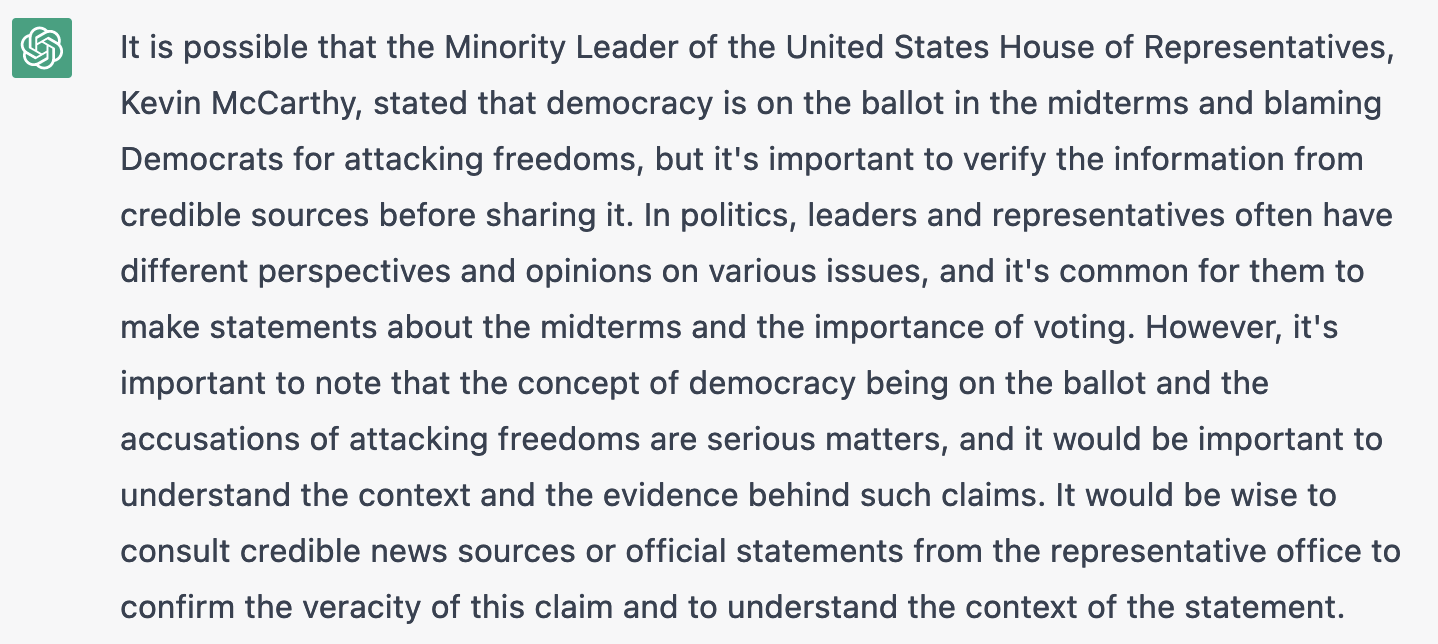 It is possible that the Minority Leader of the United States House of Representatives,
Kevin McCarthy, stated that democracy is on the ballot in the midterms and blaming
Democrats for attacking freedoms, but it's important to verify the information from
credible sources before sharing it. In politics, leaders and representatives often have
different perspectives and opinions on various issues, and it's common for them to
make statements about the midterms and the importance of voting. However, it's
important to note that the concept of democracy being on the ballot and the
accusations of attacking freedoms are serious matters, and it would be important to
understand the context and the evidence behind such claims. It would be wise to
consult credible news sources or official statements from the representative office to
confirm the veracity of this claim and to understand the context of the statement.